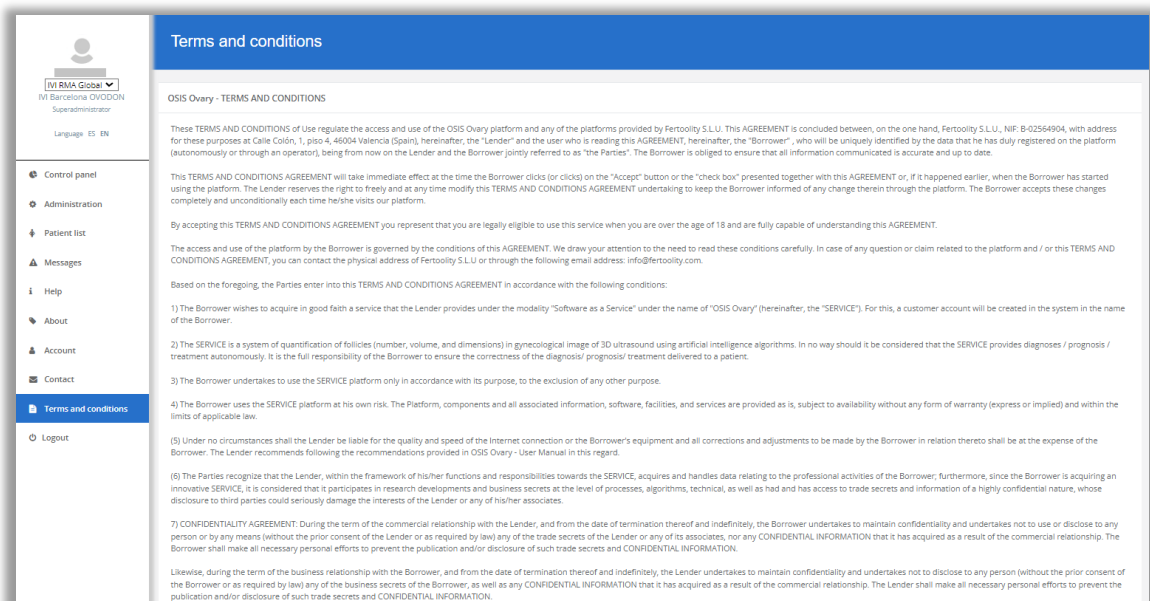 Terms and conditions
IVI RMA Global
IVI Barcelona OVODON
Superadministrator
Language ES EN
Control panel
Administration
Patient list
Messages
Help
About
Account
Contact
Terms and conditions
Logout
OSIS Ovary - TERMS AND CONDITIONS
These TERMS AND CONDITIONS of Use regulate the access and use of the OSIS Ovary platform and any of the platforms provided by Fertoolity S.L.U. This AGREEMENT is concluded between, on the one hand, Fertoolity S.L.U., NIF: B-02564904, with address
for these purposes at Calle Colón, 1, piso 4, 46004 Valencia (Spain), hereinafter, the "Lender" and the user who is reading this AGREEMENT, hereinafter, the "Borrower" , who will be uniquely identified by the data that he has duly registered on the platform
(autonomously or through an operator), being from now on the Lender and the Borrower jointly referred to as "the Parties". The Borrower is obliged to ensure that all information communicated is accurate and up to date.
This TERMS AND CONDITIONS AGREEMENT will take immediate effect at the time the Borrower clicks (or clicks) on the "Accept" button or the "check box" presented together with this AGREEMENT or, if it happened earlier, when the Borrower has started
using the platform. The Lender reserves the right to freely and at any time modify this TERMS AND CONDITIONS AGREEMENT undertaking to keep the Borrower informed of any change therein through the platform. The Borrower accepts these changes
completely and unconditionally each time he/she visits our platform.
By accepting this TERMS AND CONDITIONS AGREEMENT you represent that you are legally eligible to use this service when you are over the age of 18 and are fully capable of understanding this AGREEMENT.
The access and use of the platform by the Borrower is governed by the conditions of this AGREEMENT. We draw your attention to the need to read these conditions carefully. In case of any question or claim related to the platform and / or this TERMS AND
CONDITIONS AGREEMENT, you can contact the physical address of Fertoolity S.L.U or through the following email address: info@fertoolity.com.
Based on the foregoing, the Parties enter into this TERMS AND CONDITIONS AGREEMENT in accordance with the following conditions:
1) The Borrower wishes to acquire in good faith a service that the Lender provides under the modality "Software as a Service" under the name of "OSIS Ovary" (hereinafter, the "SERVICE"). For this, a customer account will be created in the system in the name
of the Borrower.
2) The SERVICE is a system of quantification of follicles (number, volume, and dimensions) in gynecological image of 3D ultrasound using artificial intelligence algorithms. In no way should it be considered that the SERVICE provides diagnoses / prognosis /
treatment autonomously. It is the full responsibility of the Borrower to ensure the correctness of the diagnosis/ prognosis/ treatment delivered to a patient.
3) The Borrower undertakes to use the SERVICE platform only in accordance with its purpose, to the exclusion of any other purpose.
4) The Borrower uses the SERVICE platform at his own risk. The Platform, components and all associated information, software, facilities, and services are provided as is, subject to availability without any form of warranty (express or implied) and within the
limits of applicable law.
(5) Under no circumstances shall the Lender be liable for the quality and speed of the Internet connection or the Borrower's equipment and all corrections and adjustments to be made by the Borrower in relation thereto shall be at the expense of the
Borrower. The Lender recommends following the recommendations provided in OSIS Ovary - User Manual in this regard.
(6) The Parties recognize that the Lender, within the framework of his/her functions and responsibilities towards the SERVICE, acquires and handles data relating to the professional activities of the Borrower; furthermore, since the Borrower is acquiring an
innovative SERVICE, it is considered that it participates in research developments and business secrets at the level of processes, algorithms, technical, as well as had and has access to trade secrets and information of a highly confidential nature, whose
disclosure to third parties could seriously damage the interests of the Lender or any of his/her associates.
7) CONFIDENTIALITY AGREEMENT: During the term of the commercial relationship with the Lender, and from the date of termination thereof and indefinitely, the Borrower undertakes to maintain confidentiality and undertakes not to use or disclose to any
person or by any means (without the prior consent of the Lender or as required by law) any of the trade secrets of the Lender or any of its associates, nor any CONFIDENTIAL INFORMATION that it has acquired as a result of the commercial relationship. The
Borrower shall make all necessary personal efforts to prevent the publication and/or disclosure of such trade secrets and CONFIDENTIAL INFORMATION.
Likewise, during the term of the business relationship with the Borrower, and from the date of termination thereof and indefinitely, the Lender undertakes to maintain confidentiality and undertakes not to disclose to any person (without the prior consent of
the Borrower or as required by law) any of the business secrets of the Borrower, as well as any CONFIDENTIAL INFORMATION that it has acquired as a result of the commercial relationship. The Lender shall make all necessary personal efforts to prevent the
publication and/or disclosure of such trade secrets and CONFIDENTIAL INFORMATION.